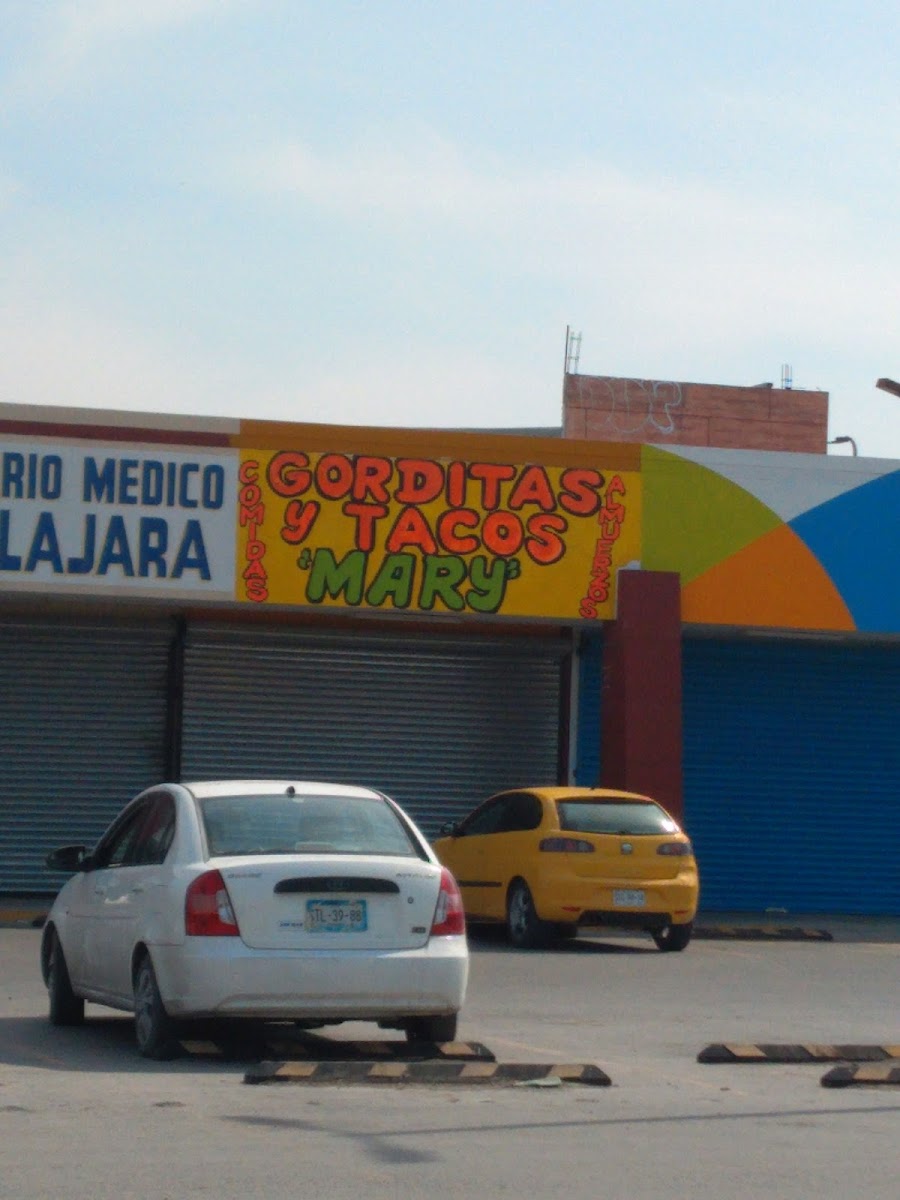 RIO MEDICO
LAJARA
COMIDAS
GORDITAS
Y TACOS
"MARY"
ALMUERZOS
TL-39-88